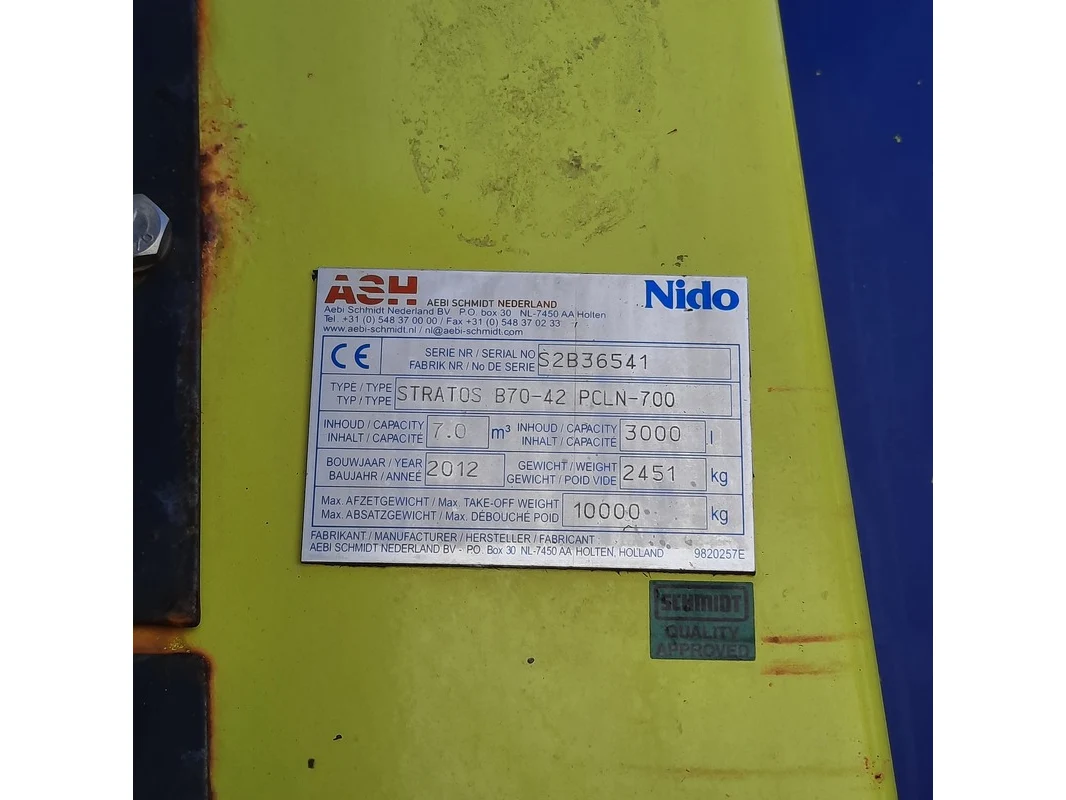 ASH AEBI SCHMIDT NEDERLAND Nido
Aebi Schmidt Nederland BV P.O. box 30 NL-7450 AA Holten
Tel. +31 (0) 548 37 00 00 / Fax +31 (0) 548 37 02 33
www.aebi-schmidt.nl / nl@aebi-schmidt.com
CE SERIE NR / SERIAL NO S2B36541
FABRIK NR / No DE SERIE
TYPE / TYPE STRATOS B70-42 PCLN-700
TYP / TYPE
INHOUD / CAPACITY 7.0 m³ INHOUD / CAPACITY 3000 l
INHALT / CAPACITÉ INHALT / CAPACITÉ
BOUWJAAR / YEAR 2012 GEWICHT / WEIGHT 2451 kg
BAUJAHR / ANNEÉ GEWICHT / POID VIDE
Max. AFZETGEWICHT / Max. TAKE-OFF WEIGHT 10000 kg
Max. ABSATZGEWICHT / Max. DÉBOUCHÉ POID
FABRIKANT / MANUFACTURER / HERSTELLER / FABRICANT
AEBI SCHMIDT NEDERLAND BV - PO. Box 30 NL-7450 AA HOLTEN, HOLLAND 9820257E
SCHMIDT
QUALITY
APPROVED